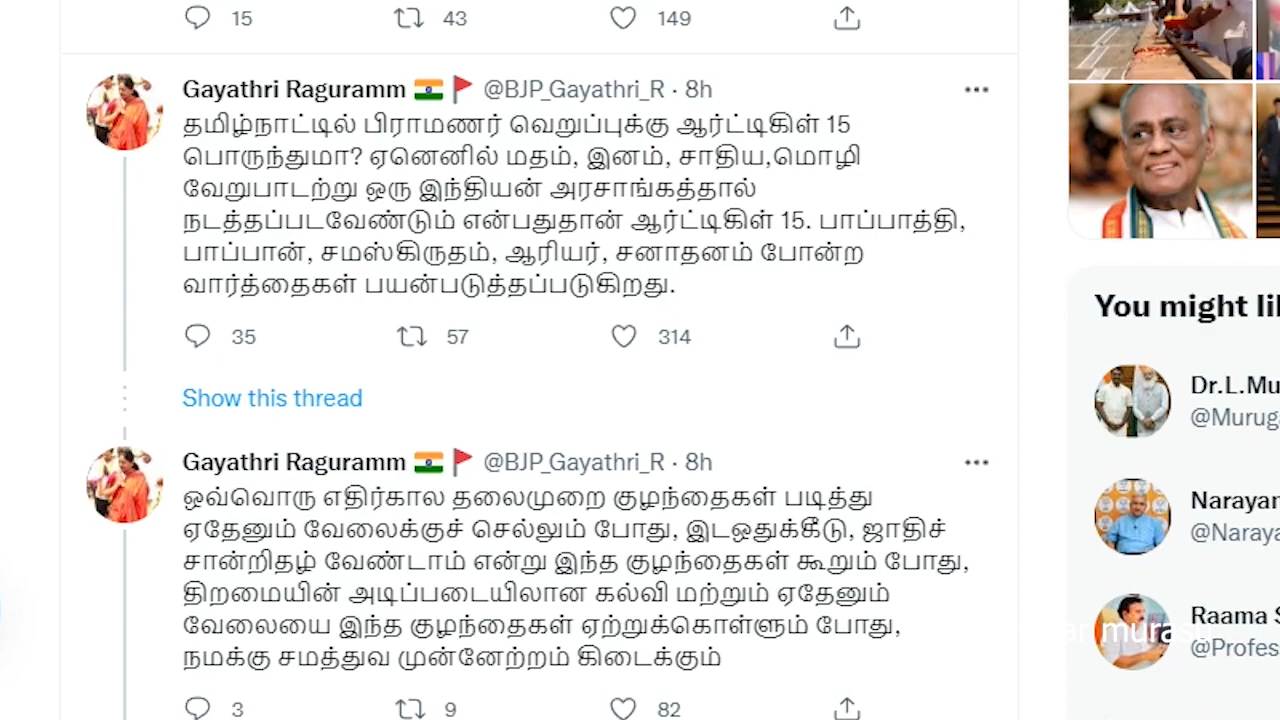 15 43 149
Gayathri Raguramm @BJP_Gayathri_R · 8h
தமிழ்நாட்டில் பிராமணர் வெறுப்புக்கு ஆர்ட்டிகிள் 15
பொருந்துமா? ஏனெனில் மதம், இனம், சாதிய,மொழி
வேறுபாடற்று ஒரு இந்தியன் அரசாங்கத்தால்
நடத்தப்படவேண்டும் என்பதுதான் ஆர்ட்டிகிள் 15. பாப்பாத்தி,
பாப்பான், சமஸ்கிருதம், ஆரியர், சனாதனம் போன்ற
வார்த்தைகள் பயன்படுத்தப்படுகிறது.
35 57 314
Show this thread
Gayathri Raguramm @BJP_Gayathri_R · 8h
ஒவ்வொரு எதிர்கால தலைமுறை குழந்தைகள் படித்து
ஏதேனும் வேலைக்குச் செல்லும் போது, இடஒதுக்கீடு, ஜாதிச்
சான்றிதழ் வேண்டாம் என்று இந்த குழந்தைகள் கூறும் போது,
திறமையின் அடிப்படையிலான கல்வி மற்றும் ஏதேனும்
வேலையை இந்த குழந்தைகள் ஏற்றுக்கொள்ளும் போது,
நமக்கு சமத்துவ முன்னேற்றம் கிடைக்கும்
3 9 82
You might
Dr.L.Mu
@Muruga
Narayan
@Naraya
Raama S
@Profes